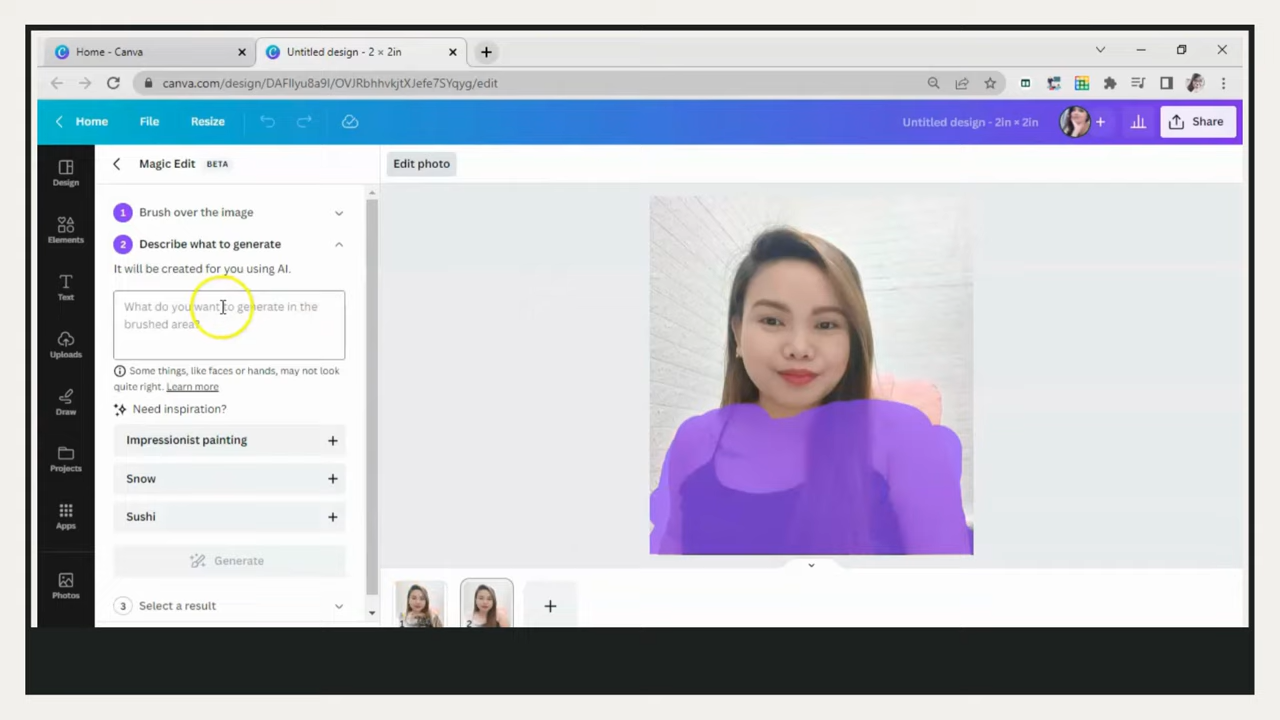 Home - Canva
Untitled design - 2 × 2in
canva.com/design/DAFIlyu8a9I/OVJRbhhvkjtXJefe7SYqyg/edit
Home
File
Resize
Untitled design - 2in × 2in
Share
Design
Elements
Text
Uploads
Draw
Projects
Apps
Photos
Magic Edit BETA
1 Brush over the image
2 Describe what to generate
It will be created for you using AI.
What do you want to generate in the
brushed area?
Some things, like faces or hands, may not look
quite right. Learn more
Need inspiration?
Impressionist painting
Snow
Sushi
Generate
3 Select a result
Edit photo
1
2